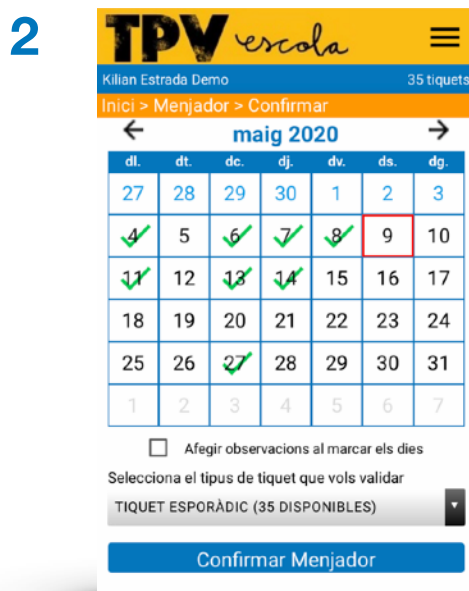 2
TPV escola
Kilian Estrada Demo 35 tiquets
Inici > Menjador > Confirmar
maig 2020
dl. dt. dc. dj. dv. ds. dg.
27 28 29 30 1 2 3
4 5 6 7 8 9 10
11 12 13 14 15 16 17
18 19 20 21 22 23 24
25 26 27 28 29 30 31
1 2 3 4 5 6 7
Afegir observacions al marcar els dies
Selecciona el tipus de tiquet que vols validar
TIQUET ESPORÀDIC (35 DISPONIBLES)
Confirmar Menjador